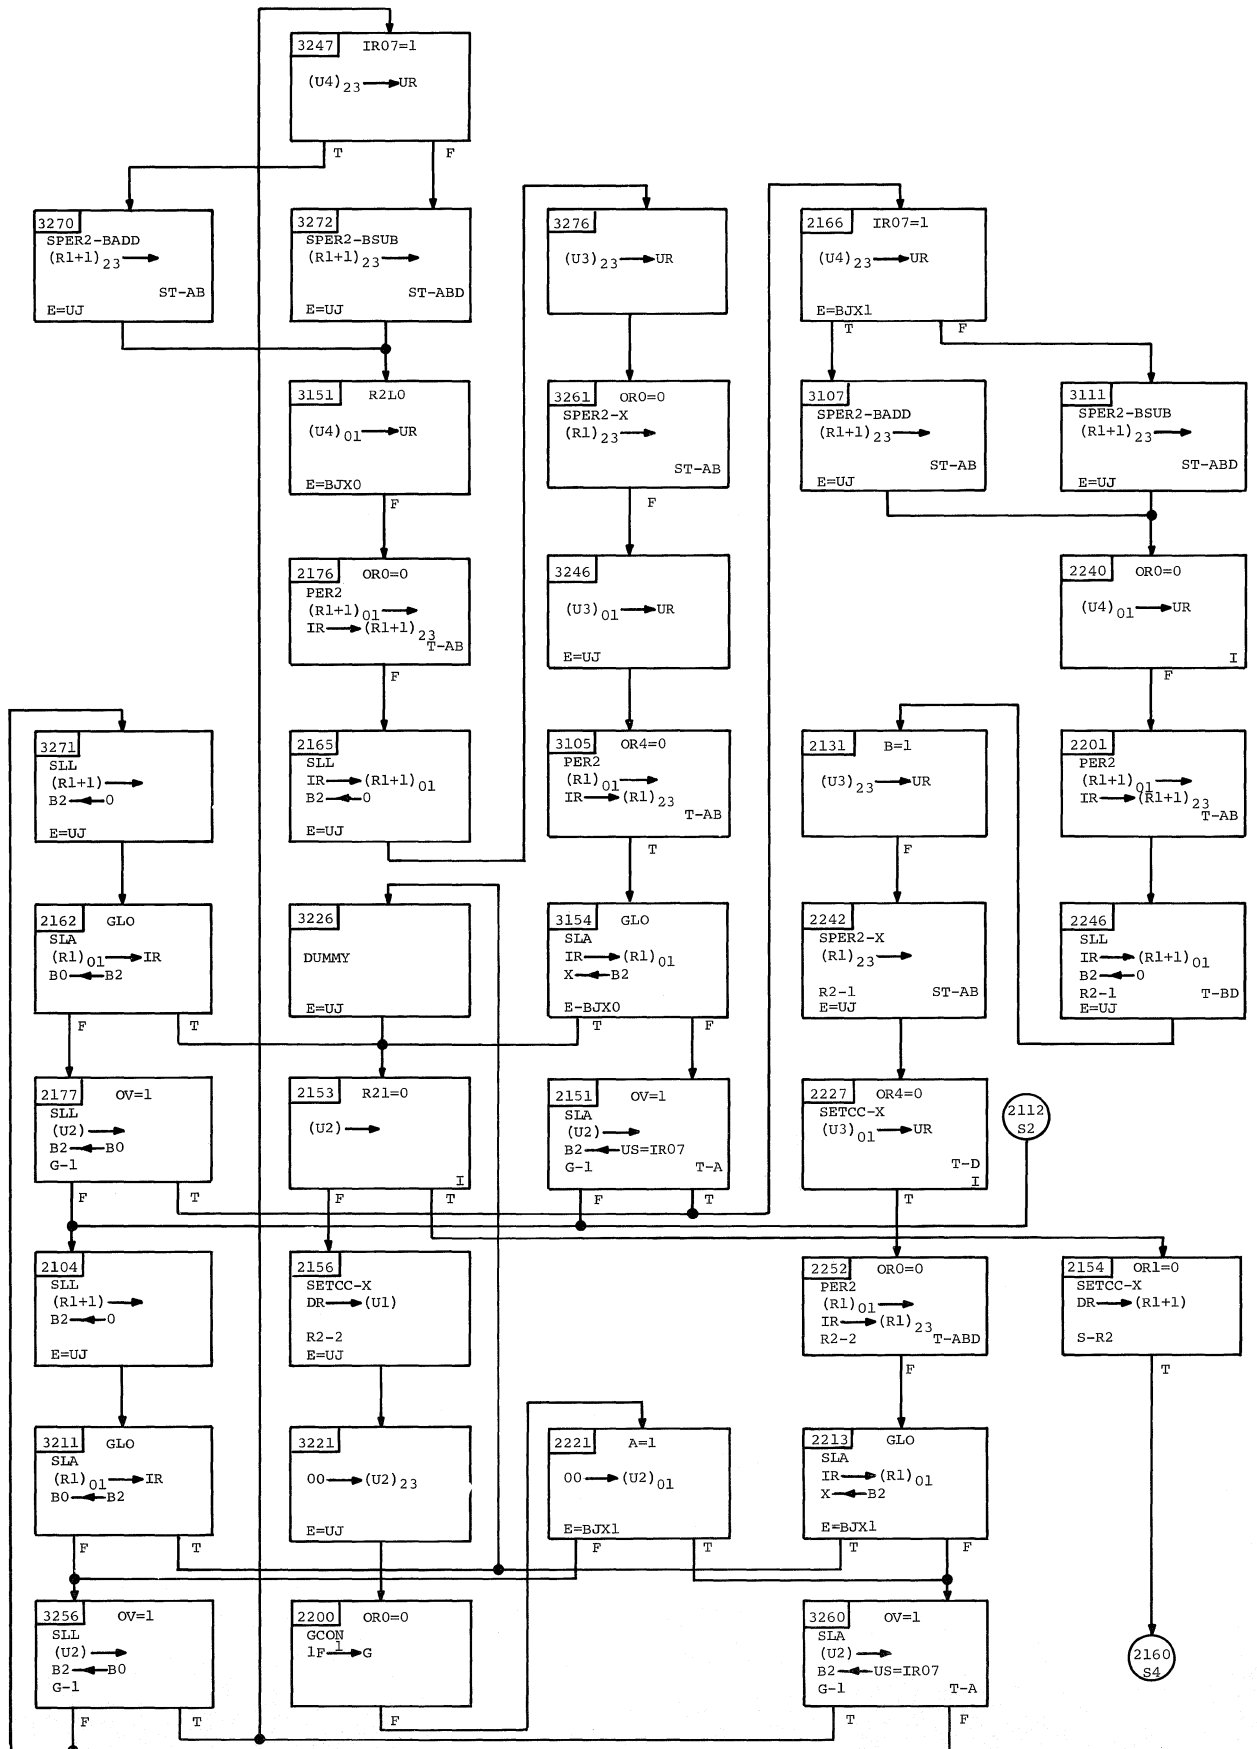 3247 IR07=1
(U4)23 → UR
T F
3270
SPER2-BADD
(R1+1)23 →
ST-AB
E=UJ
3272
SPER2-BSUB
(R1+1)23 →
ST-ABD
E=UJ
3276
(U3)23 → UR
2166 IR07=1
(U4)23 → UR
E=BJX1
T F
3151 R2L0
(U4)01 → UR
E=BJX0
F
3261 OR0=0
SPER2-X
(R1)23 →
ST-AB
F
3107
SPER2-BADD
(R1+1)23 →
ST-AB
E=UJ
3111
SPER2-BSUB
(R1+1)23 →
ST-ABD
E=UJ
2176 OR0=0
PER2
(R1+1)01 →
IR → (R1+1)23
T-AB
F
3246
(U3)01 → UR
E=UJ
2240 OR0=0
(U4)01 → UR
I
F
3271
SLL
(R1+1) →
B2 ← 0
E=UJ
2165
SLL
IR → (R1+1)01
B2 ← 0
E=UJ
3105 OR4=0
PER2
(R1)01 →
IR → (R1)23
T-AB
T
2131 B=1
(U3)23 → UR
F
2201
PER2
(R1+1)01 →
IR → (R1+1)23
T-AB
2162 GLO
SLA
(R1)01 → IR
B0 ← B2
F T
3226
DUMMY
E=UJ
3154 GLO
SLA
IR → (R1)01
X ← B2
E-BJX0
T F
2242
SPER2-X
(R1)23 →
R2-1 ST-AB
E=UJ
2246
SLL
IR → (R1+1)01
B2 ← 0
R2-1 T-BD
E=UJ
2177 OV=1
SLL
(U2) →
B2 ← B0
G-1
F T
2153 R21=0
(U2) →
I
F T
2151 OV=1
SLA
(U2) →
B2 ← US=IR07
G-1 T-A
F T
2227 OR4=0
SETCC-X
(U3)01 → UR
T-D
I
T
2112
S2
2104
SLL
(R1+1) →
B2 ← 0
E=UJ
2156
SETCC-X
DR → (U1)
R2-2
E=UJ
2252 OR0=0
PER2
(R1)01 →
IR → (R1)23
R2-2 T-ABD
F
2154 OR1=0
SETCC-X
DR → (R1+1)
S-R2
T
3211 GLO
SLA
(R1)01 → IR
B0 ← B2
F T
3221
00 → (U2)23
E=UJ
2221 A=1
00 → (U2)01
E=BJX1
F T
2213 GLO
SLA
IR → (R1)01
X ← B2
E=BJX1
T F
3256 OV=1
SLL
(U2) →
B2 ← B0
G-1
F T
2200 OR0=0
GCON
1F 1 → G
F
3260 OV=1
SLA
(U2) →
B2 ← US=IR07
G-1 T-A
T F
2160
S4